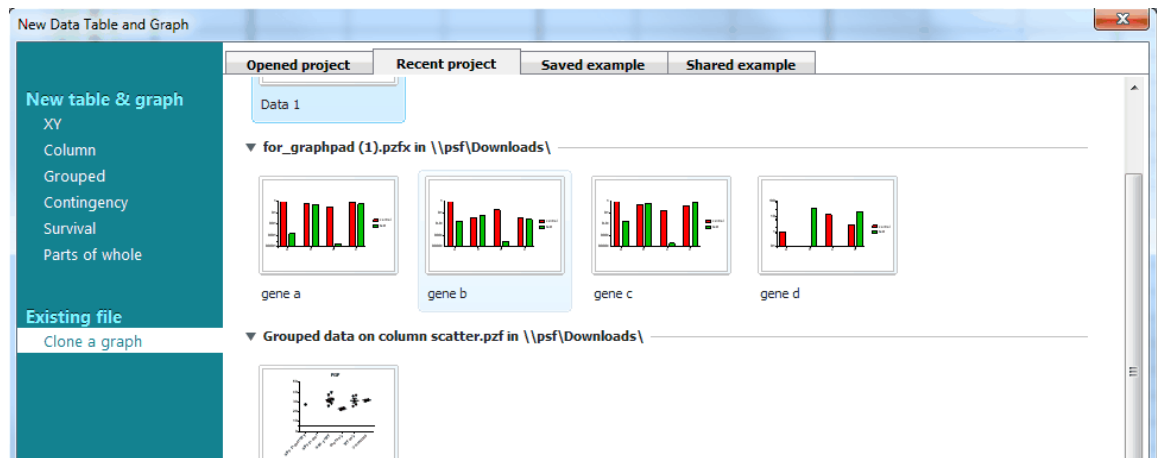 New Data Table and Graph
Opened project Recent project Saved example Shared example
New table & graph
XY
Column
Grouped
Contingency
Survival
Parts of whole
Existing file
Clone a graph
Data 1
for_graphpad (1).pzfx in \\psf\Downloads\
gene a gene b gene c gene d
Grouped data on column scatter.pzf in \\psf\Downloads\